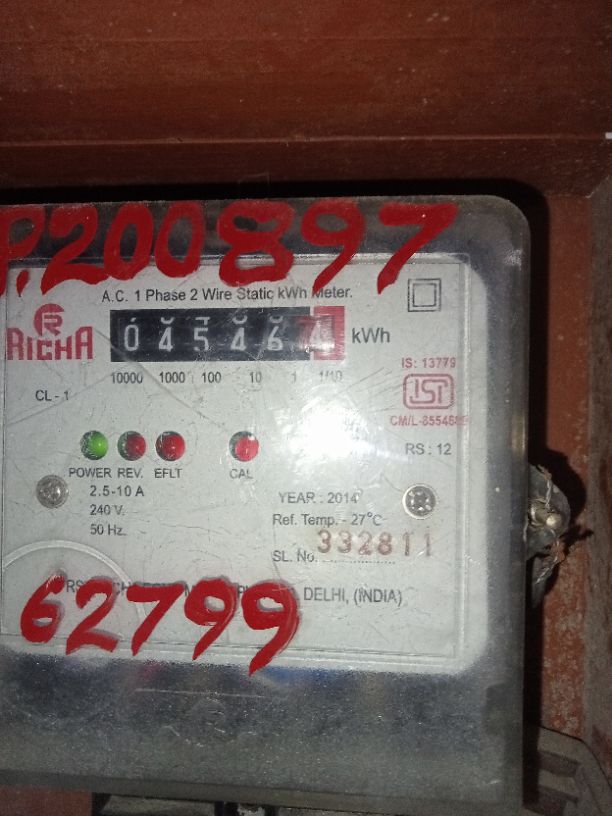 P.200897
A.C. 1 Phase 2 Wire Static kWh Meter.
RICHA
04546 kWh
10000 1000 100 10 1 1/10
IS: 13779
ISI
CL - 1
RS : 12
POWER REV. EFLT CAL
2.5-10 A
240 V.
50 Hz.
YEAR : 2014
Ref. Temp. - 27°C
SL. No. 332811
DELHI, (INDIA)
62799